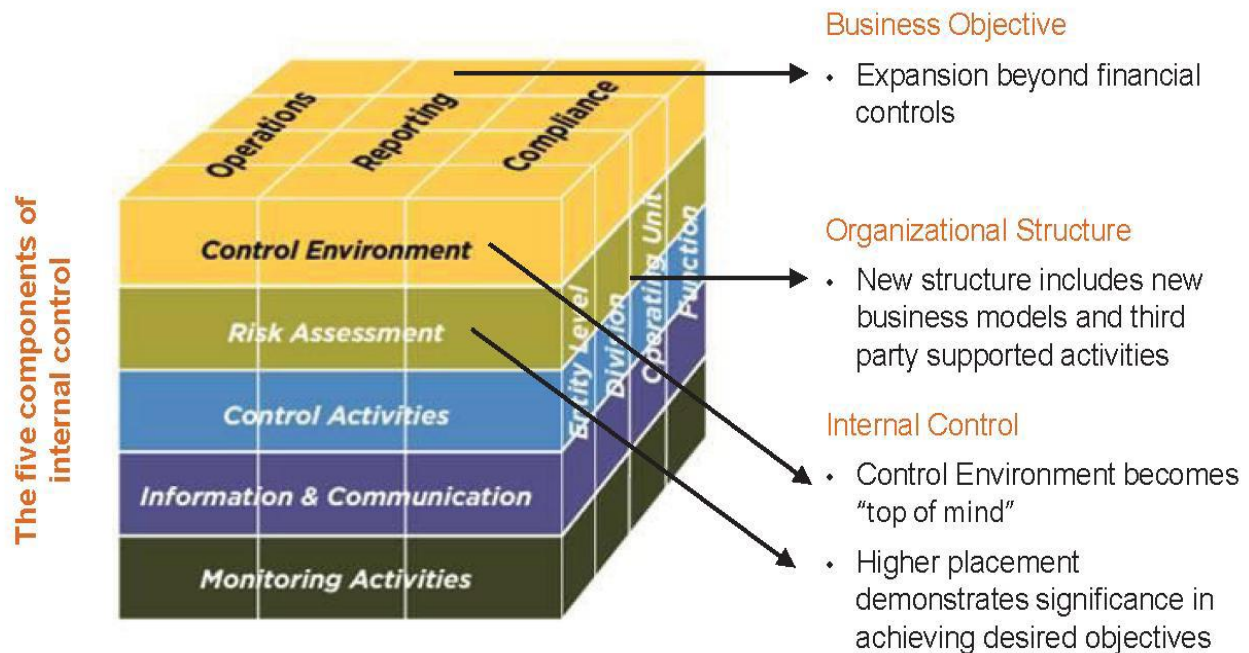 The five components of
internal control
Operations
Reporting
Compliance
Control Environment
Risk Assessment
Control Activities
Information & Communication
Monitoring Activities
Entity Level
Division
Operating Unit
Function
Business Objective
• Expansion beyond financial
controls
Organizational Structure
• New structure includes new
business models and third
party supported activities
Internal Control
• Control Environment becomes
“top of mind”
• Higher placement
demonstrates significance in
achieving desired objectives